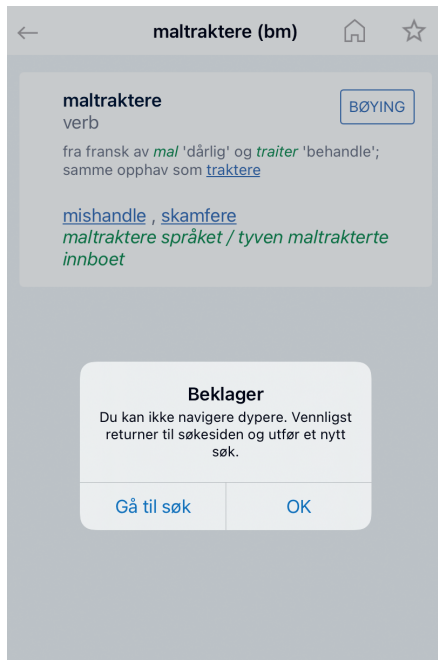 maltraktere (bm)
maltraktere
BØYING
verb
fra fransk av mal 'dårlig' og traiter 'behandle';
samme opphav som traktere
mishandle , skamfere
maltraktere språket / tyven maltrakterte
innboet
Beklager
Du kan ikke navigere dypere. Vennligst
returner til søkesiden og utfør et nytt
søk.
Gå til søk
OK